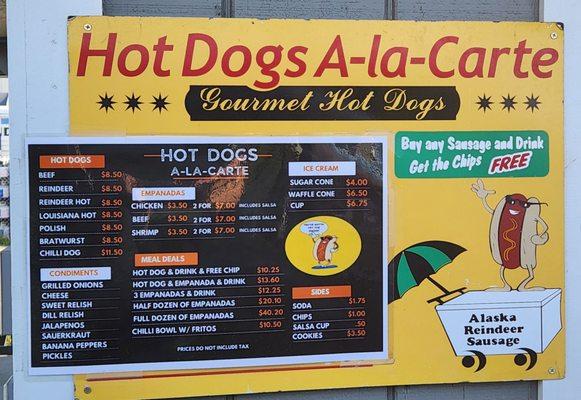 Hot Dogs A-la-Carte
Gourmet Hot Dogs
Buy any Sausage and Drink
Get the Chips FREE
HOT DOGS
A-LA-CARTE
HOT DOGS
BEEF $8.50
REINDEER $8.50
REINDEER HOT $8.50
LOUISIANA HOT $8.50
POLISH $8.50
BRATWURST $8.50
CHILI DOG $11.50
CONDIMENTS
GRILLED ONIONS
CHEESE
SWEET RELISH
DILL RELISH
JALAPENOS
SAUERKRAUT
BANANA PEPPERS
PICKLES
EMPANADAS
CHICKEN $3.50 2 FOR $7.00 INCLUDES SALSA
BEEF $3.50 2 FOR $7.00 INCLUDES SALSA
SHRIMP $3.50 2 FOR $7.00 INCLUDES SALSA
MEAL DEALS
HOT DOG & DRINK & FREE CHIP $10.25
HOT DOG & EMPANADA & DRINK $13.60
3 EMPANADAS & DRINK $12.25
HALF DOZEN OF EMPANADAS $20.10
FULL DOZEN OF EMPANADAS $40.20
CHILLI BOWL W/ FRITOS $10.50
PRICES DO NOT INCLUDE TAX
ICE CREAM
SUGAR CONE $4.00
WAFFLE CONE $6.50
CUP $6.75
SIDES
SODA $1.75
CHIPS $1.00
SALSA CUP .50
COOKIES $3.50
Alaska
Reindeer
Sausage